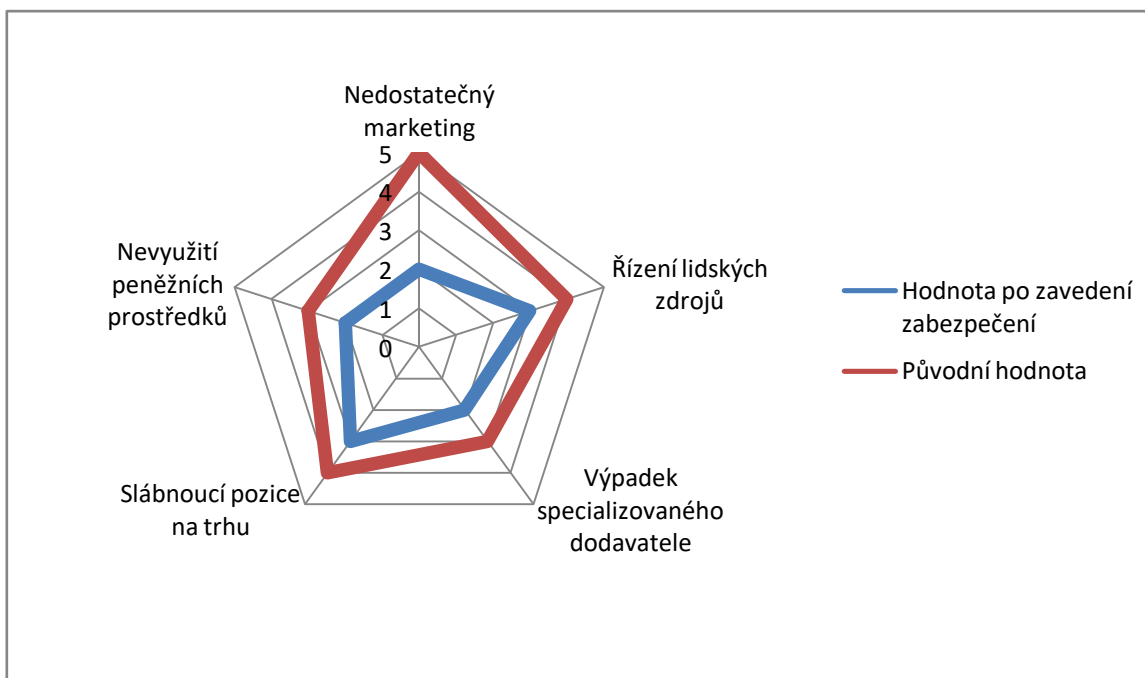 Nedostatečný
marketing
5
4
3
2
1
0
Řízení lidských
zdrojů
Výpadek
specializovaného
dodavatele
Slábnoucí pozice
na trhu
Nevyužití
peněžních
prostředků
Hodnota po zavedení
zabezpečení
Původní hodnota